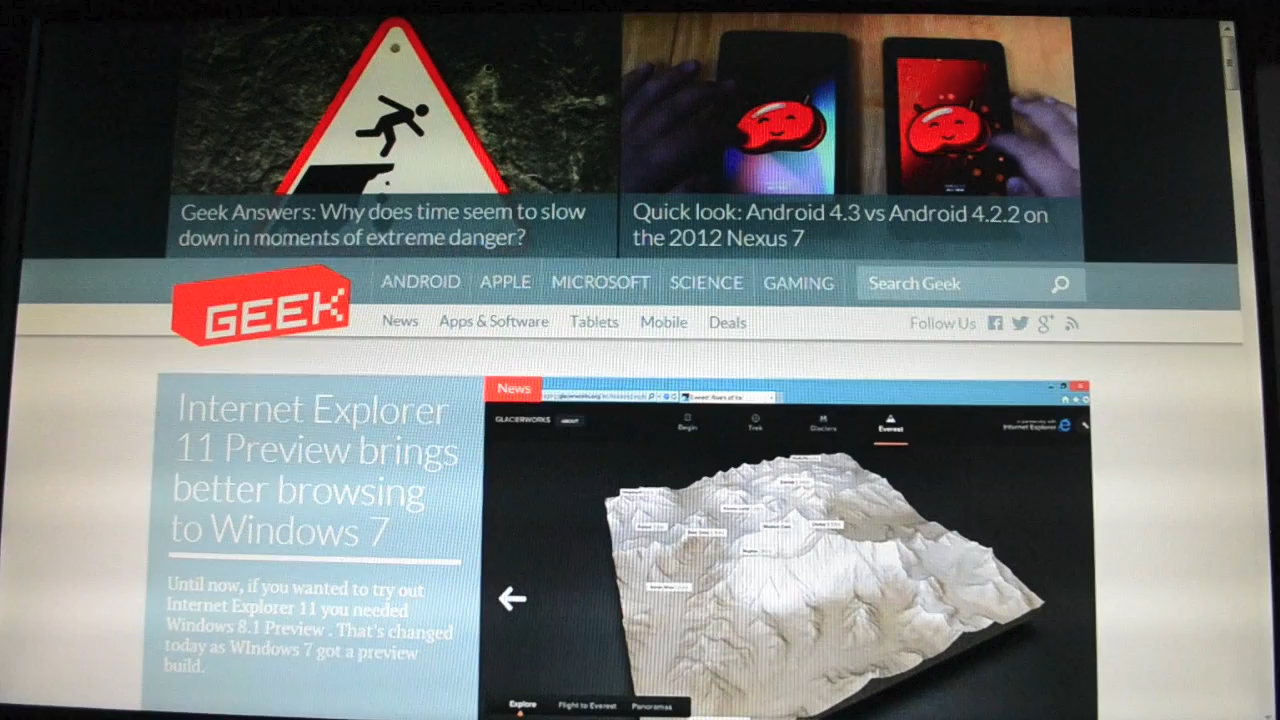 Geek Answers: Why does time seem to slow
down in moments of extreme danger?
Quick look: Android 4.3 vs Android 4.2.2 on
the 2012 Nexus 7
GEEK
ANDROID APPLE MICROSOFT SCIENCE GAMING Search Geek
News Apps & Software Tablets Mobile Deals Follow Us
Internet Explorer
11 Preview brings
better browsing
to Windows 7
Until now, if you wanted to try out
Internet Explorer 11 you needed
Windows 8.1 Preview . That's changed
today as WIndows 7 got a preview
build.
News
GLACIERWORKS ABOUT Begin Trek Glaciers Everest
Internet Explorer
Explore Flight to Everest Panoramas